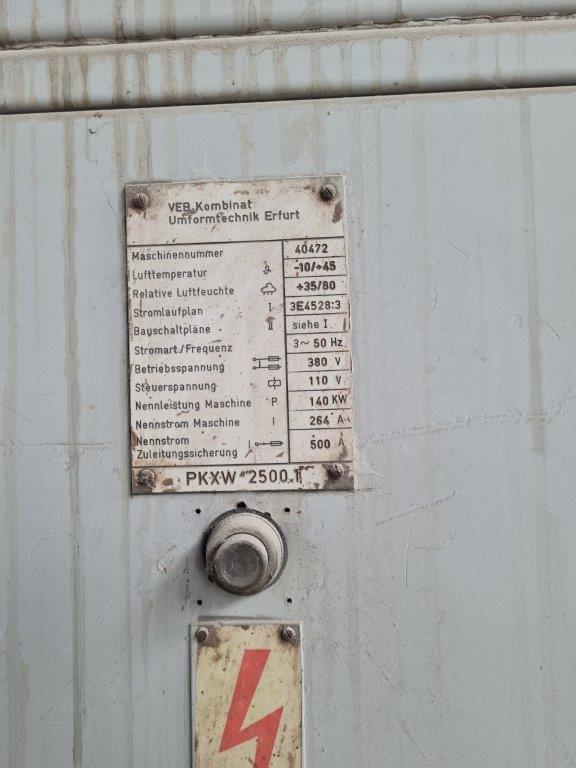 VEB Kombinat
Umformtechnik Erfurt
Maschinennummer 40472
Lufttemperatur ϑ -10/+45
Relative Luftfeuchte +35/80
Stromlaufplan I 3E4528:3
Bauschaltpläne II siehe I
Stromart./Frequenz 3~ 50 Hz
Betriebsspannung 380 V
Steuerspannung 110 V
Nennleistung Maschine P 140 KW
Nennstrom Maschine I 264 A
Nennstrom
Zuleitungssicherung I 500 A
PKXW 2500.1